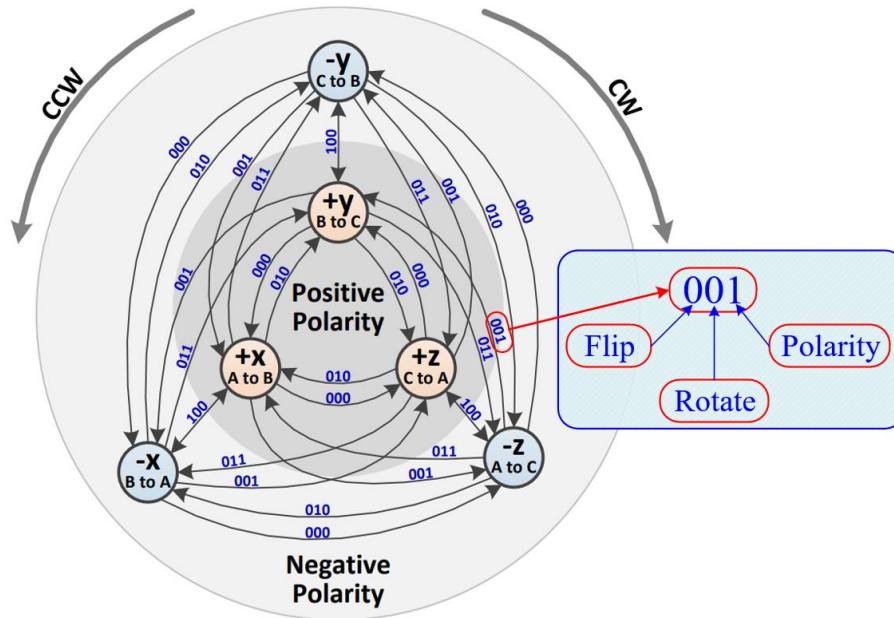 CCW
CW
-y
C to B
000
010
001
011
100
011
001
010
000
+y
B to C
001
011
000
010
010
000
001
011
Positive
Polarity
+x
A to B
+z
C to A
010
000
100
100
-x
B to A
-z
A to C
011
001
011
001
010
000
Negative
Polarity
001
Flip
Polarity
Rotate